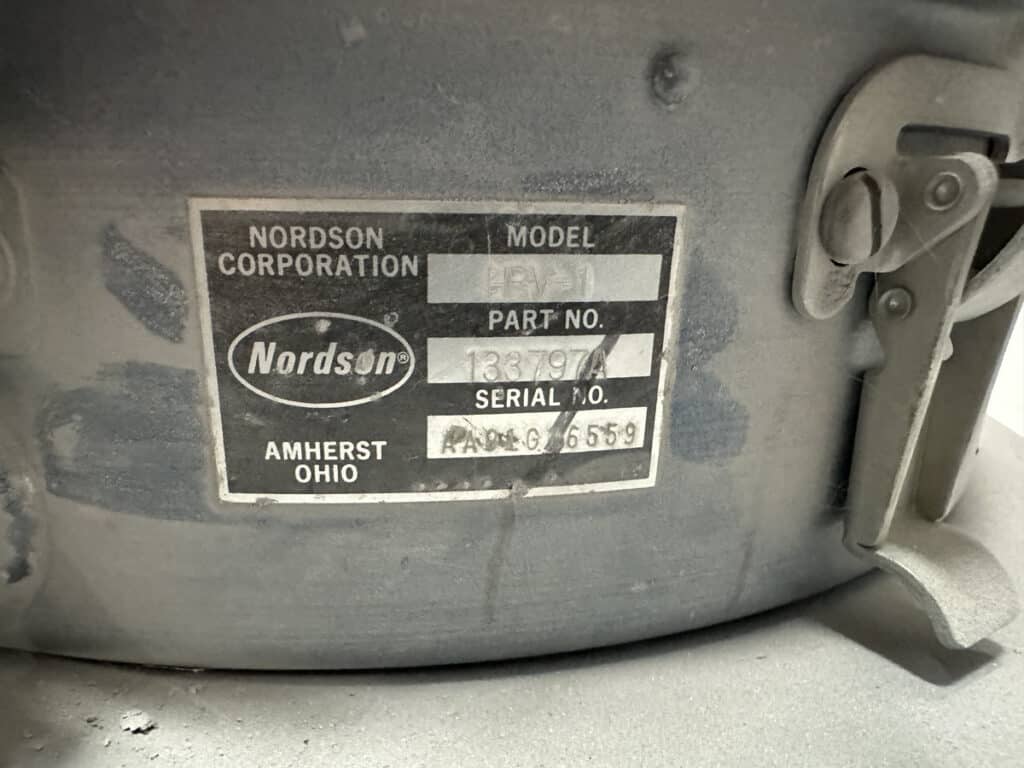 NORDSON
CORPORATION
Nordson®
AMHERST
OHIO
MODEL
PART NO.
133797A
SERIAL NO.